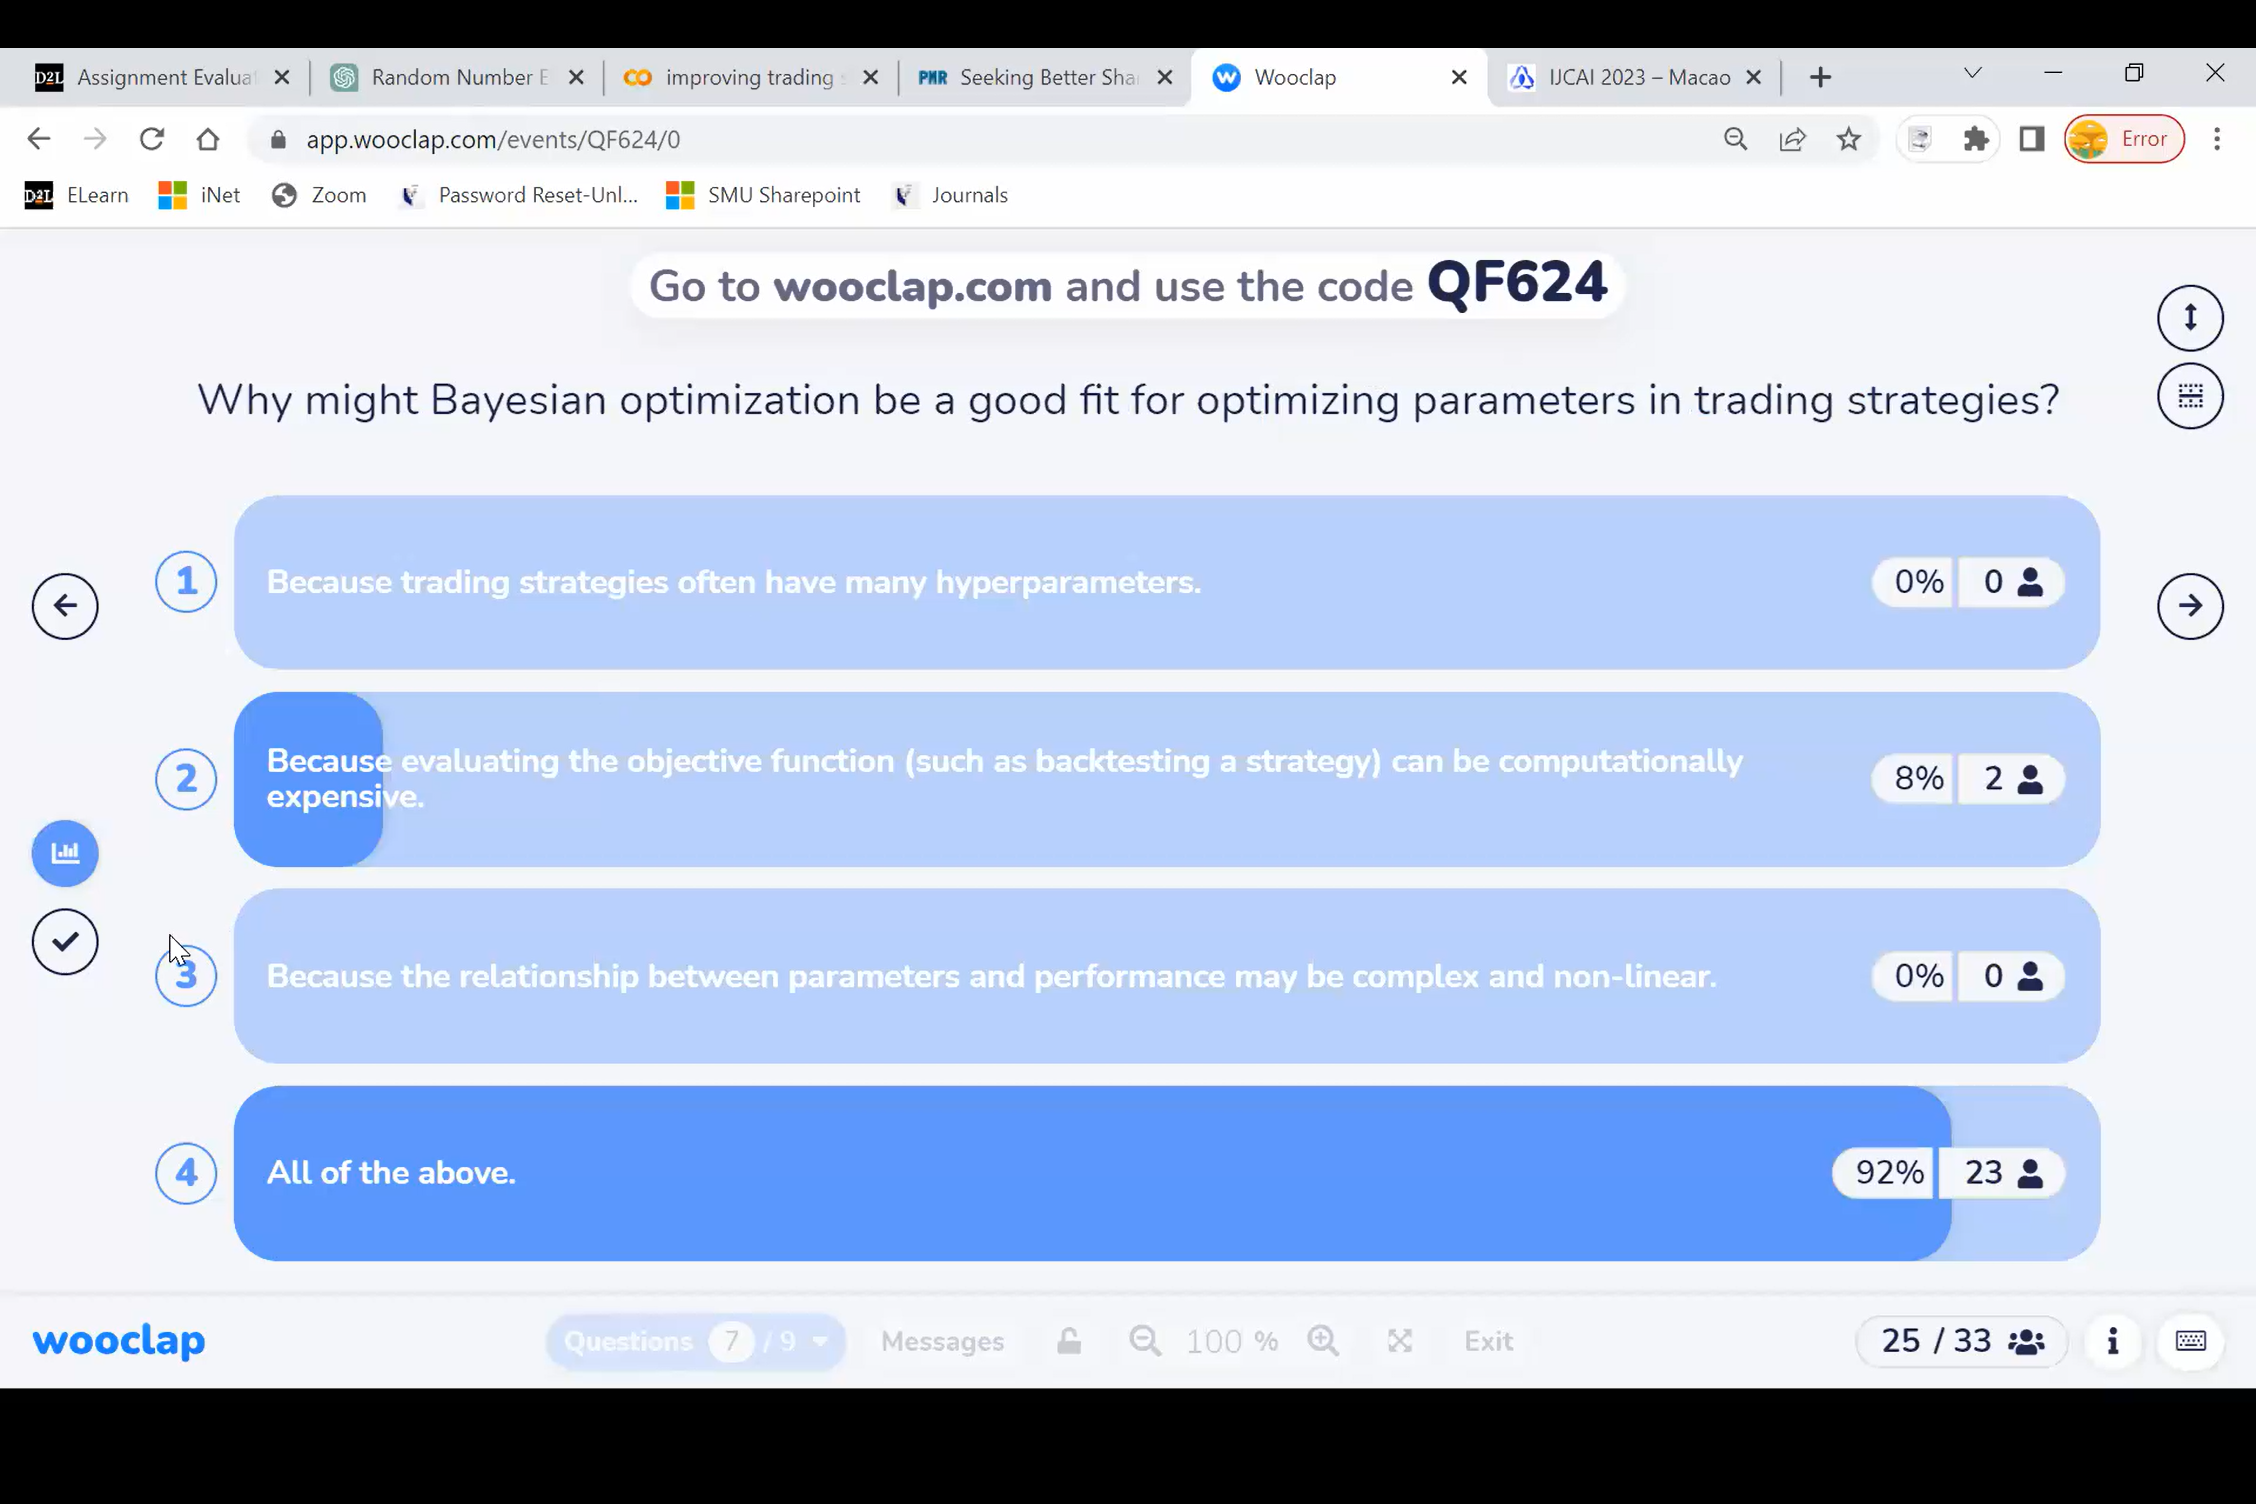 D2L Assignment Evalua
Random Number E
improving trading s
PMR Seeking Better Sha
W Wooclap
IJCAI 2023 – Macao
app.wooclap.com/events/QF624/0
Error
D2L ELearn
iNet
Zoom
Password Reset-Unl...
SMU Sharepoint
Journals
Go to wooclap.com and use the code QF624
Why might Bayesian optimization be a good fit for optimizing parameters in trading strategies?
1 Because trading strategies often have many hyperparameters. 0% 0
2 Because evaluating the objective function (such as backtesting a strategy) can be computationally
expensive.
8% 2
3 Because the relationship between parameters and performance may be complex and non-linear. 0% 0
4 All of the above. 92% 23
wooclap
Questions 7 / 9
Messages
100 %
Exit
25 / 33